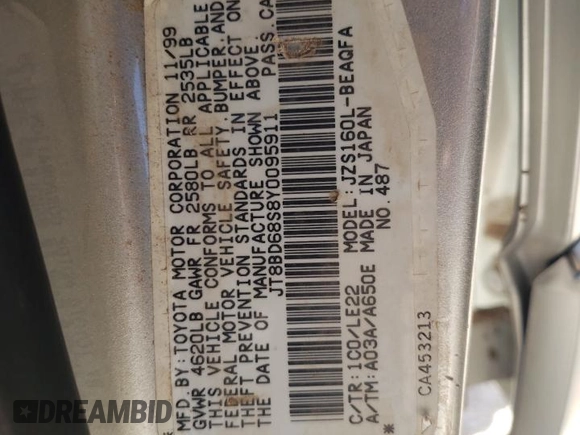 MFD BY:TOYOTA MOTOR CORPORATION 11/99
GVWR 4620LB GAWR FR 2580LB RR 2535LB
THIS VEHICLE CONFORMS TO ALL APPLICABLE
FEDERAL MOTOR VEHICLE SAFETY, BUMPER, AND
THEFT PREVENTION STANDARDS IN EFFECT ON
THE DATE OF MANUFACTURE SHOWN ABOVE.
JT8BD68S8Y0095911 PASS. CA
C/TR:1C0/LE22 MODEL:JZS160L-BEAQFA
A/TM:A03A/A650E MADE IN JAPAN
NO. 487
CA453213
DREAMBID